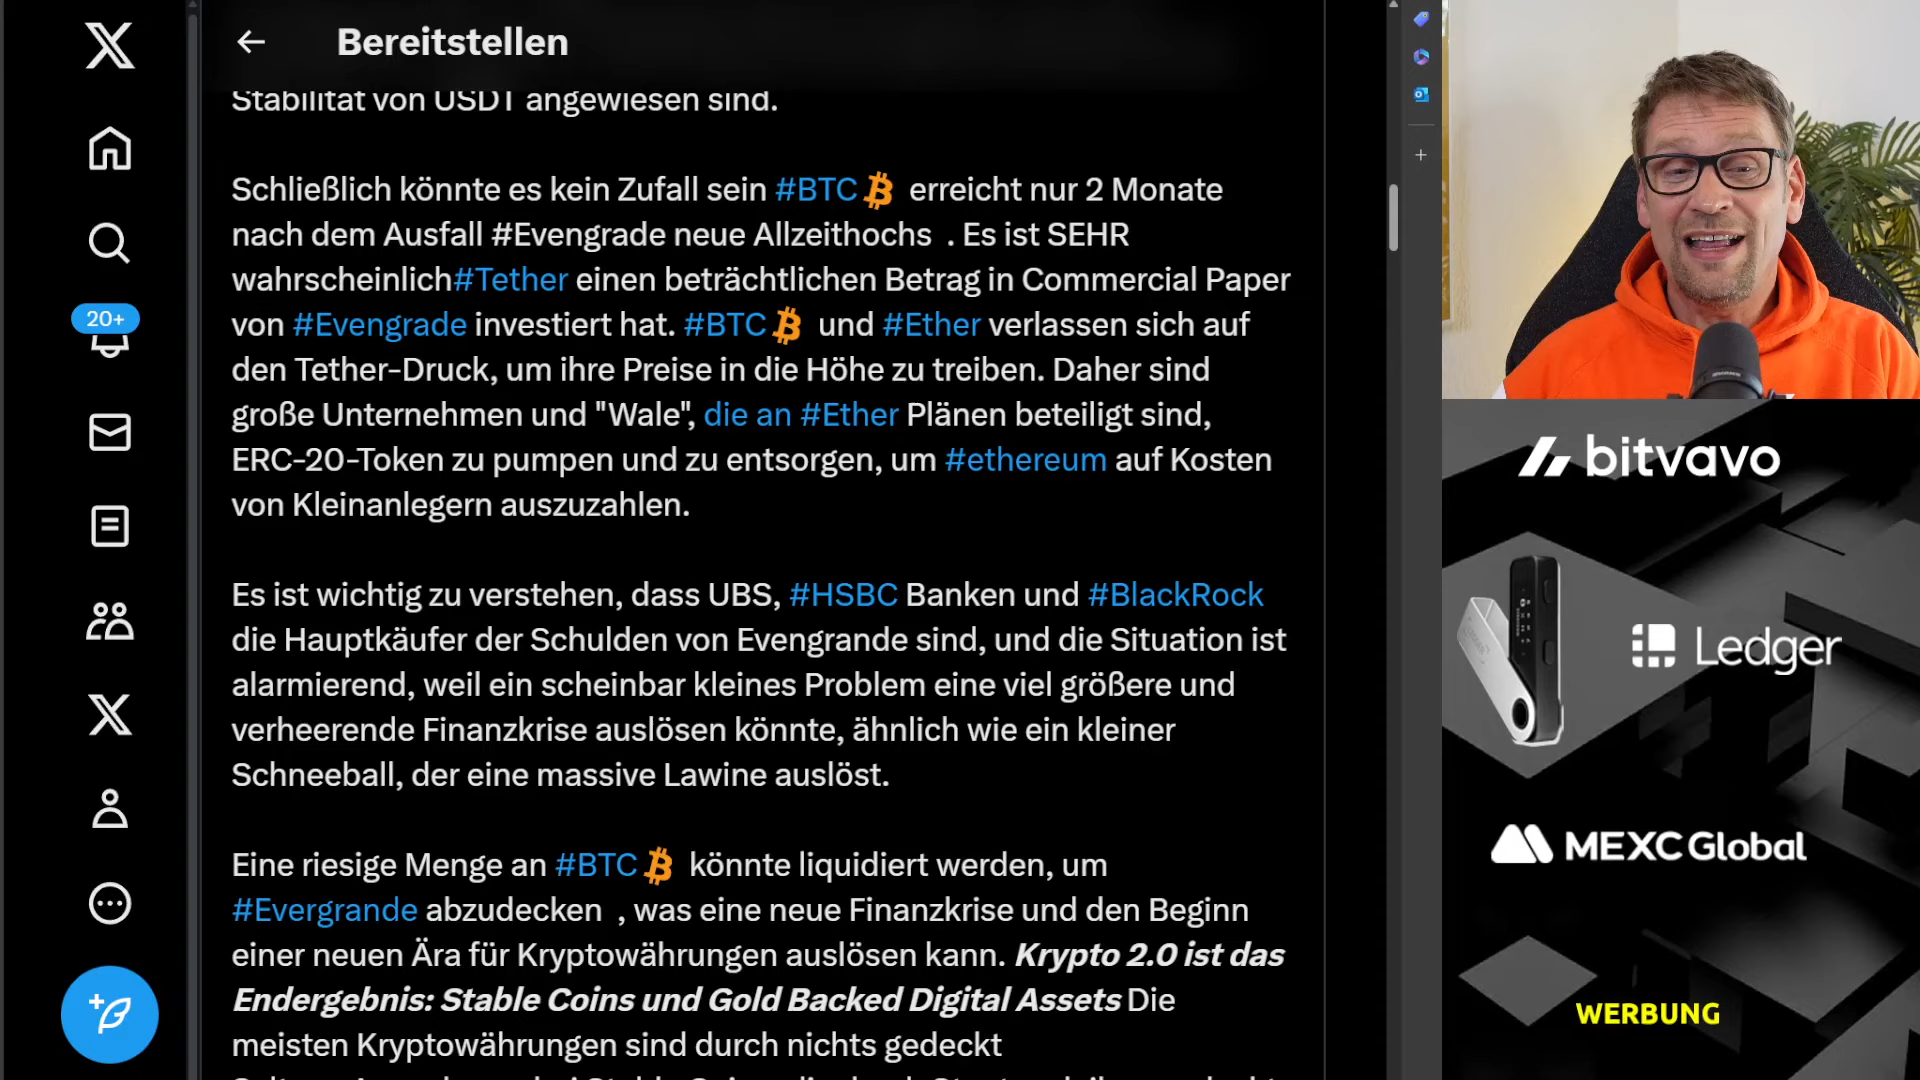 Bereitstellen
Stabilität von USDT angewiesen sind.
Schließlich könnte es kein Zufall sein #BTC erreicht nur 2 Monate
nach dem Ausfall #Evengrade neue Allzeithochs . Es ist SEHR
wahrscheinlich#Tether einen beträchtlichen Betrag in Commercial Paper
von #Evengrade investiert hat. #BTC und #Ether verlassen sich auf
den Tether-Druck, um ihre Preise in die Höhe zu treiben. Daher sind
große Unternehmen und "Wale", die an #Ether Plänen beteiligt sind,
ERC-20-Token zu pumpen und zu entsorgen, um #ethereum auf Kosten
von Kleinanlegern auszuzahlen.
Es ist wichtig zu verstehen, dass UBS, #HSBC Banken und #BlackRock
die Hauptkäufer der Schulden von Evengrande sind, und die Situation ist
alarmierend, weil ein scheinbar kleines Problem eine viel größere und
verheerende Finanzkrise auslösen könnte, ähnlich wie ein kleiner
Schneeball, der eine massive Lawine auslöst.
Eine riesige Menge an #BTC könnte liquidiert werden, um
#Evergrande abzudecken , was eine neue Finanzkrise und den Beginn
einer neuen Ära für Kryptowährungen auslösen kann. Krypto 2.0 ist das
Endergebnis: Stable Coins und Gold Backed Digital Assets Die
meisten Kryptowährungen sind durch nichts gedeckt
20+
bitvavo
Ledger
MEXC Global
WERBUNG